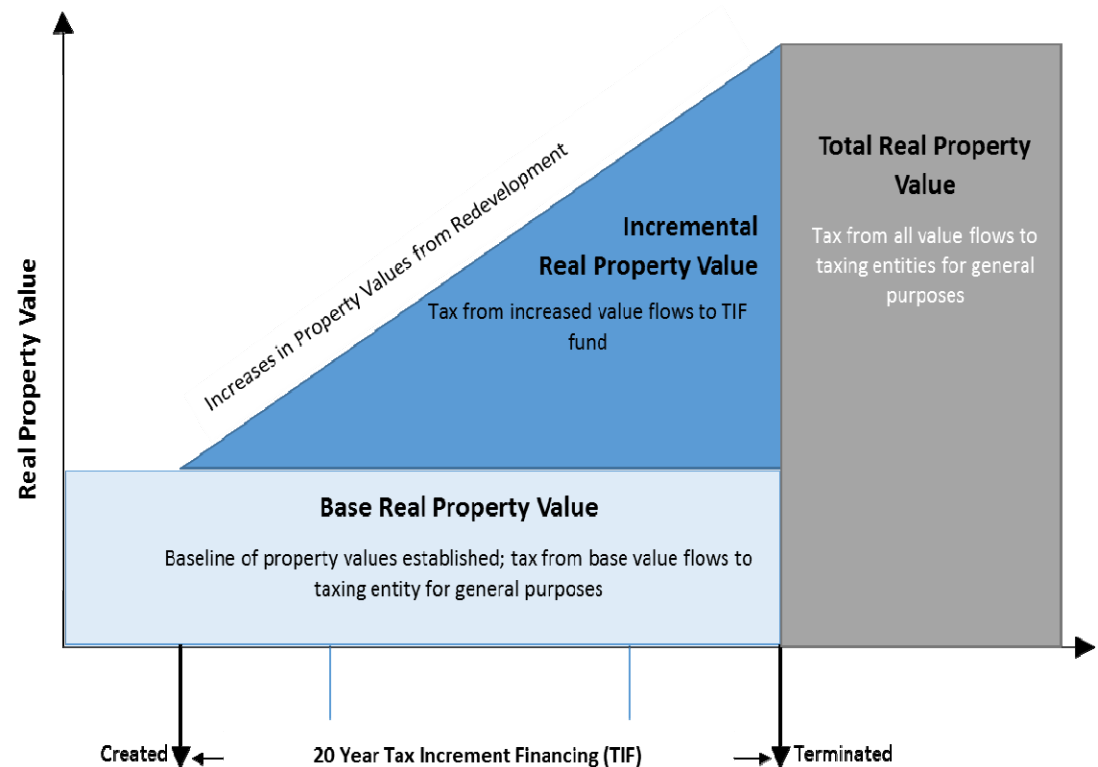 Real Property Value
Increases in Property Values from Redevelopment
Incremental
Real Property Value
Tax from increased value flows to TIF
fund
Total Real Property
Value
Tax from all value flows to
taxing entities for general
purposes
Base Real Property Value
Baseline of property values established; tax from base value flows to
taxing entity for general purposes
Created
20 Year Tax Increment Financing (TIF)
Terminated